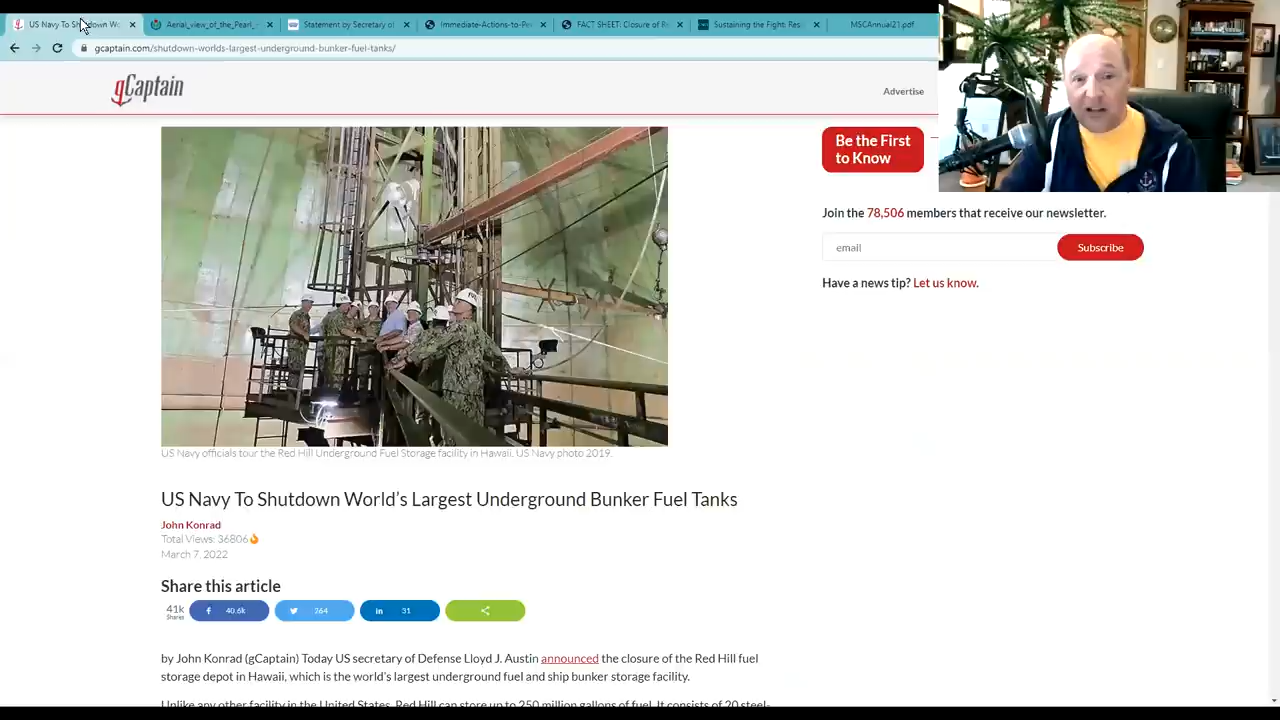 US Navy To Shutdown Wo
Aerial_view_of_the_Pearl_
Statement by Secretary of
Immediate-Actions-to-Pe
FACT SHEET: Closure of Re
Sustaining the Fight: Resi
MSCAnnual21.pdf
gcaptain.com/shutdown-worlds-largest-underground-bunker-fuel-tanks/
gCaptain
Advertise
Be the First
to Know
Join the 78,506 members that receive our newsletter.
email
Subscribe
Have a news tip? Let us know.
US Navy officials tour the Red Hill Underground Fuel Storage facility in Hawaii. US Navy photo 2019.
US Navy To Shutdown World's Largest Underground Bunker Fuel Tanks
John Konrad
Total Views: 36806
March 7, 2022
Share this article
41k
Shares
40.6k
264
31
by John Konrad (gCaptain) Today US secretary of Defense Lloyd J. Austin announced the closure of the Red Hill fuel
storage depot in Hawaii, which is the world's largest underground fuel and ship bunker storage facility.
Unlike any other facility in the United States, Red Hill can store up to 250 million gallons of fuel. It consists of 20 steel-